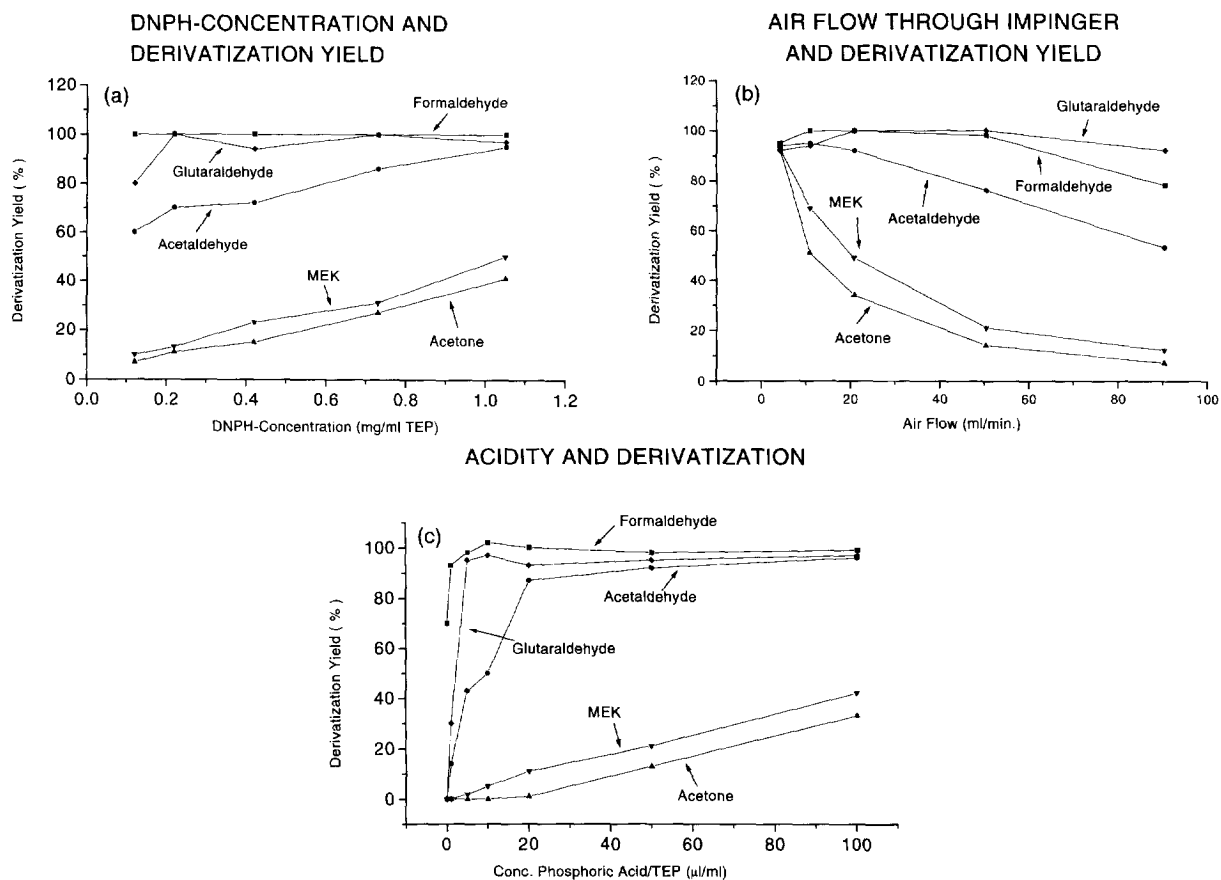 DNPH-CONCENTRATION AND
DERIVATIZATION YIELD
(a)
120
100
80
60
40
20
0
Derivatization Yield ( % )
Formaldehyde
Glutaraldehyde
Acetaldehyde
MEK
Acetone
0.0 0.2 0.4 0.6 0.8 1.0 1.2
DNPH-Concentration (mg/ml TEP)
AIR FLOW THROUGH IMPINGER
AND DERIVATIZATION YIELD
(b)
120
100
80
60
40
20
0
Derivatization Yield ( % )
Glutaraldehyde
Formaldehyde
MEK
Acetaldehyde
Acetone
0 20 40 60 80 100
Air Flow (ml/min.)
ACIDITY AND DERIVATIZATION
(c)
100
80
60
40
20
0
Derivatization Yield ( % )
Formaldehyde
Acetaldehyde
Glutaraldehyde
MEK
Acetone
0 20 40 60 80 100
Conc. Phosphoric Acid/TEP (µl/ml)